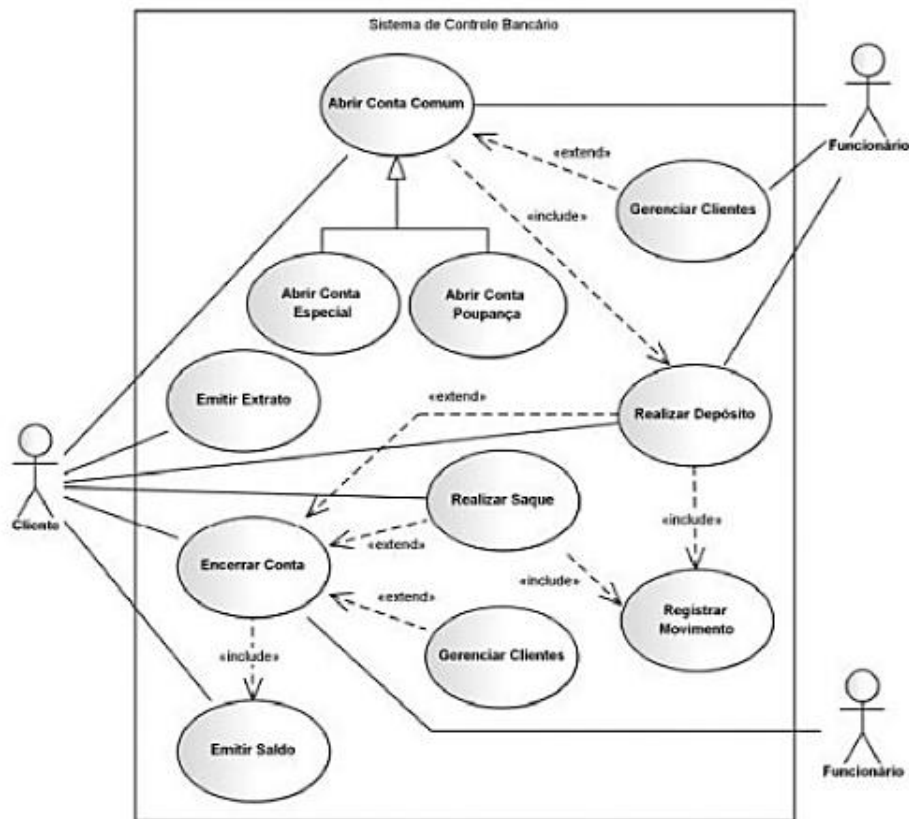 Sistema de Controle Bancário
Abrir Conta Comum
Funcionário
«extend»
Gerenciar Clientes
«include»
Abrir Conta
Especial
Abrir Conta
Poupança
Emitir Extrato
«extend»
Realizar Depósito
Cliente
Realizar Saque
«extend»
«include»
Encerrar Conta
«include»
«extend»
Registrar
Movimento
Gerenciar Clientes
«include»
Emitir Saldo
Funcionário